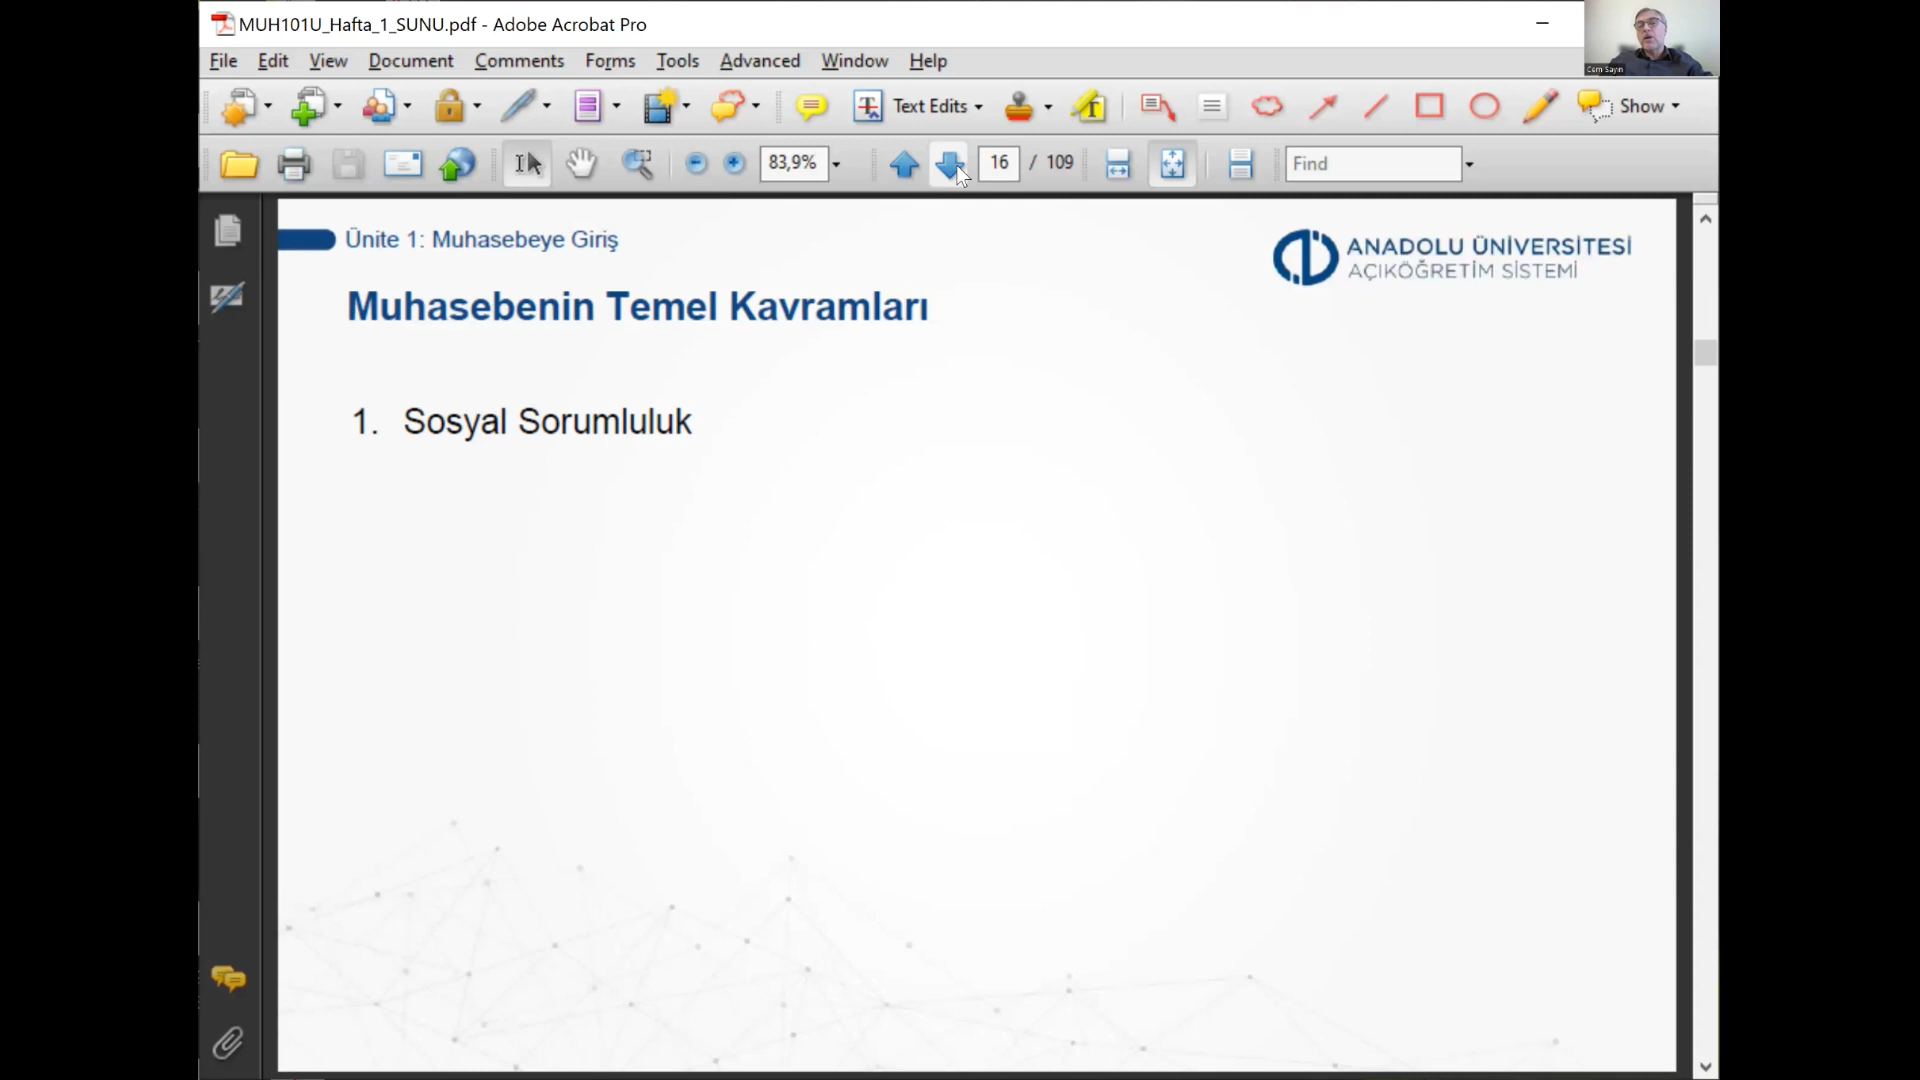 MUH101U_Hafta_1_SUNU.pdf - Adobe Acrobat Pro
Cem Sayın
File Edit View Document Comments Forms Tools Advanced Window Help
Text Edits Show
83,9% 16 / 109 Find
Ünite 1: Muhasebeye Giriş
ANADOLU ÜNİVERSİTESİ
AÇIKÖĞRETİM SİSTEMİ
Muhasebenin Temel Kavramları
1. Sosyal Sorumluluk